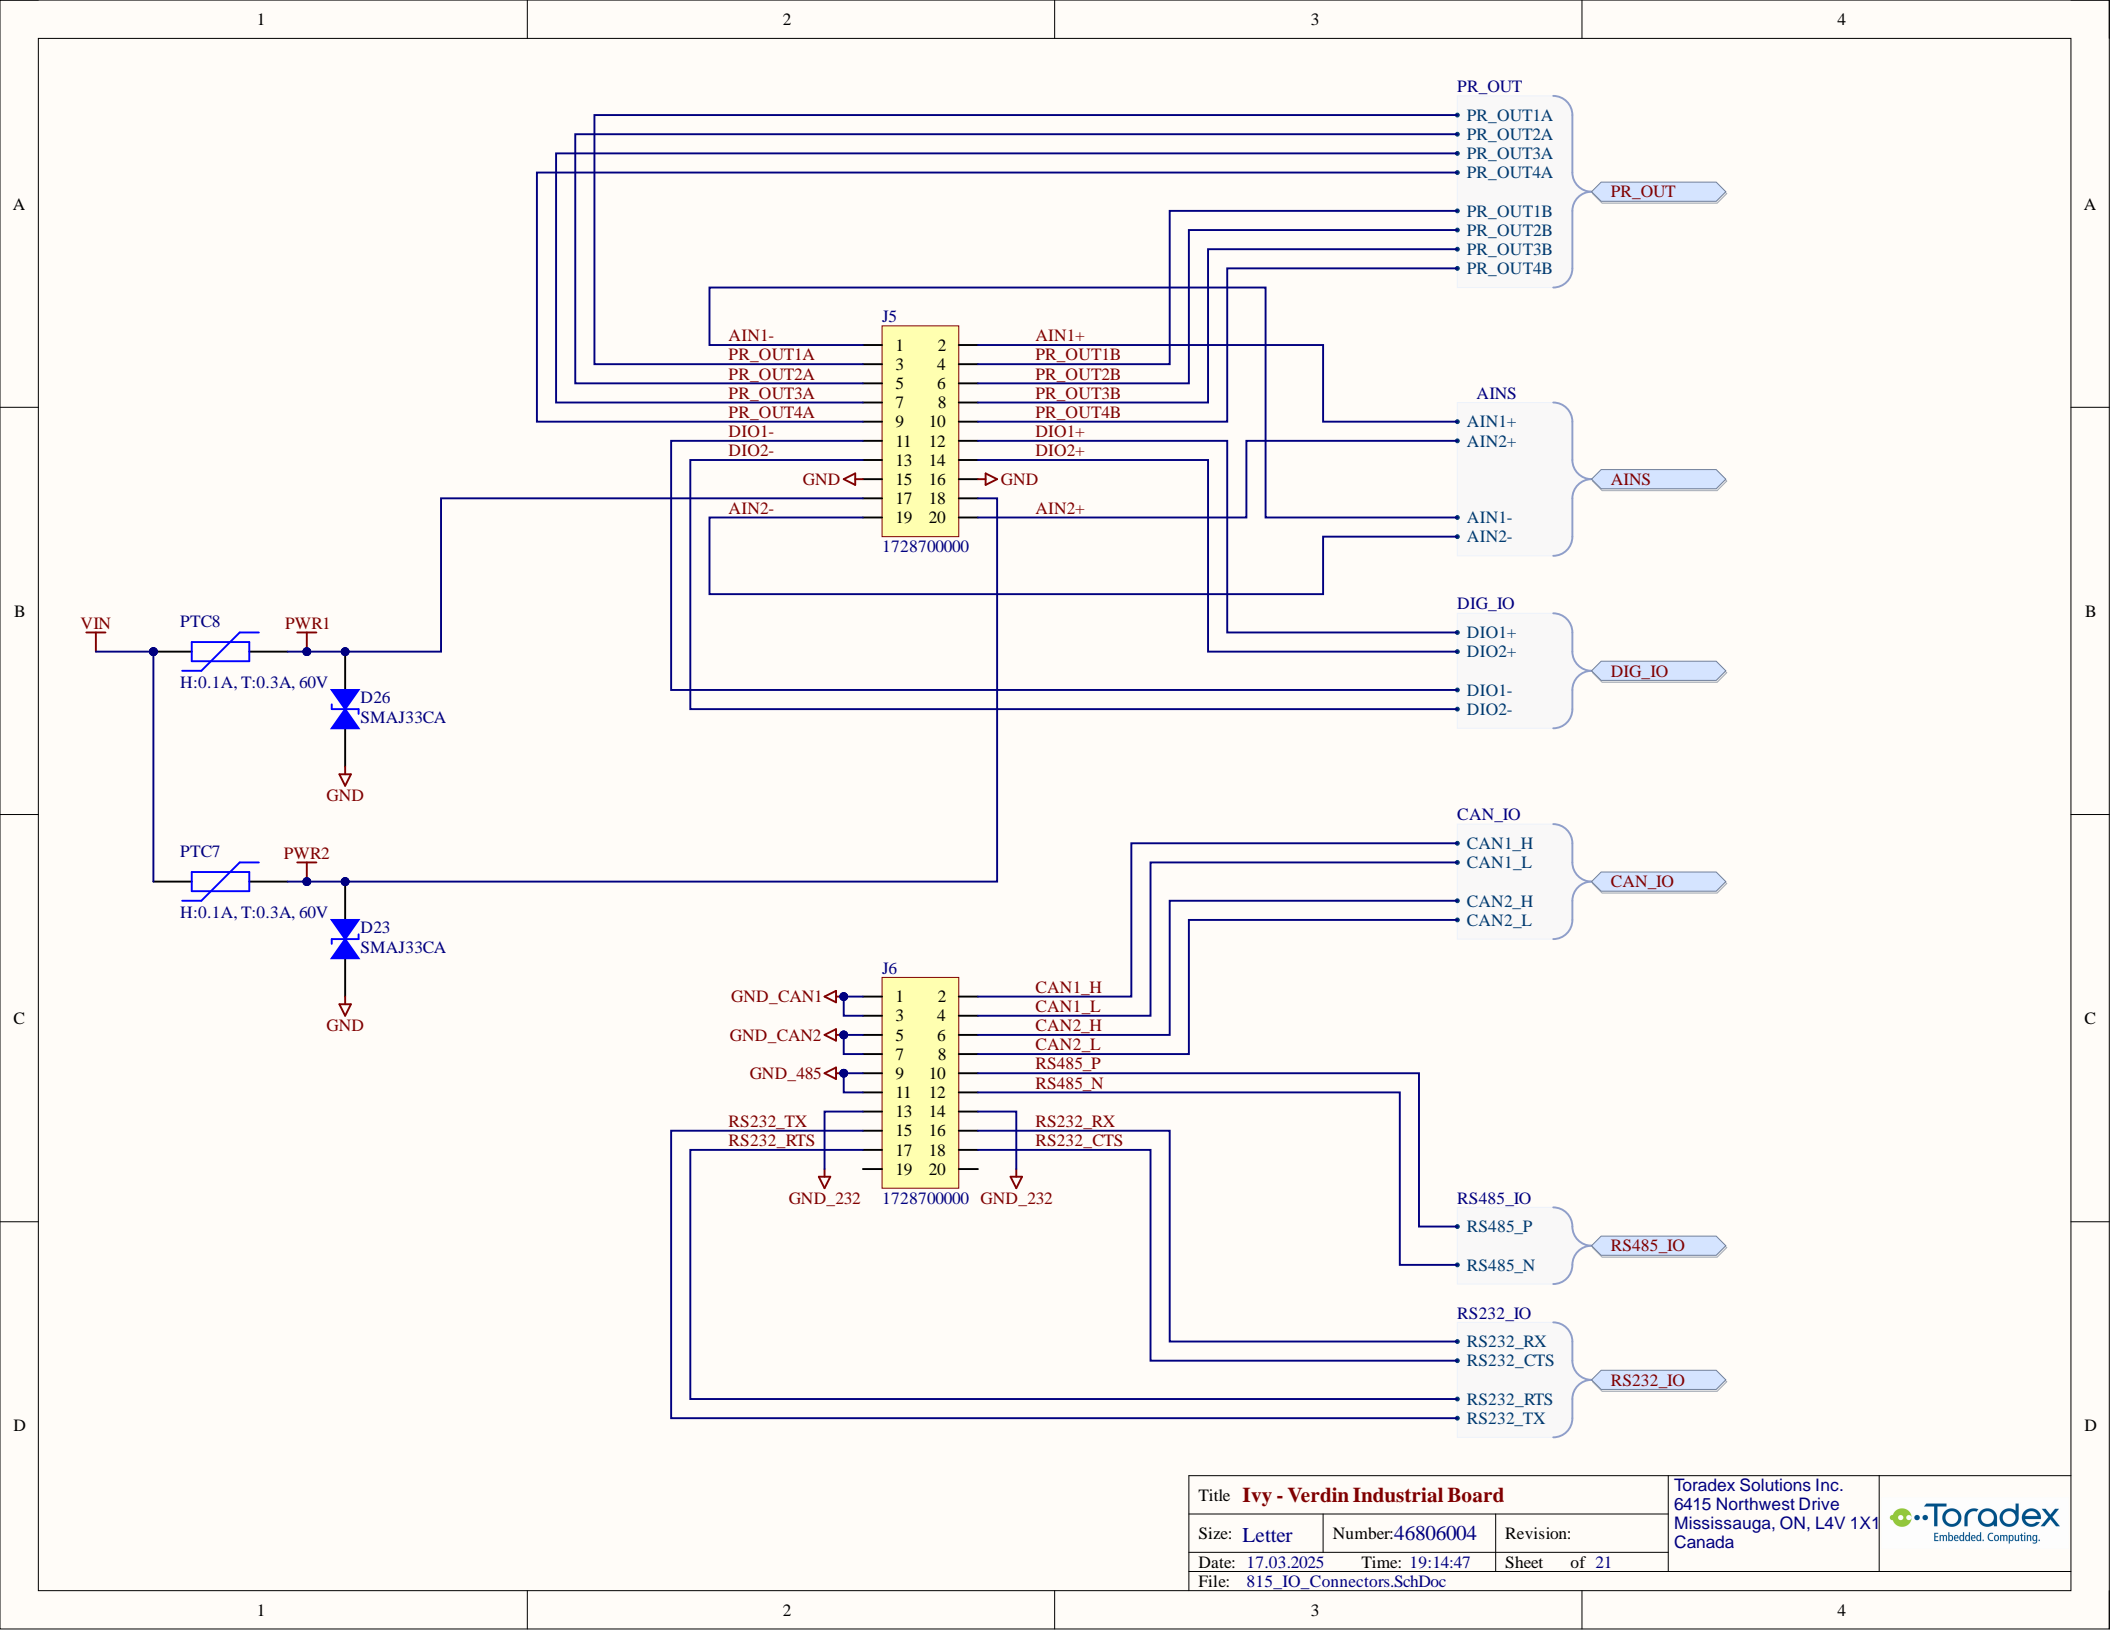 1 2 3 4
A
A
B
B
C
C
D
D
PR_OUT
PR_OUT1A
PR_OUT2A
PR_OUT3A
PR_OUT4A
PR_OUT1B
PR_OUT2B
PR_OUT3B
PR_OUT4B
PR_OUT
J5
AIN1- 1 2 AIN1+
PR_OUT1A 3 4 PR_OUT1B
PR_OUT2A 5 6 PR_OUT2B
PR_OUT3A 7 8 PR_OUT3B
PR_OUT4A 9 10 PR_OUT4B
DIO1- 11 12 DIO1+
DIO2- 13 14 DIO2+
GND 15 16 GND
17 18
AIN2- 19 20 AIN2+
1728700000
AINS
AIN1+
AIN2+
AINS
AIN1-
AIN2-
DIG_IO
DIO1+
DIO2+
DIG_IO
DIO1-
DIO2-
VIN
PTC8
PWR1
H:0.1A, T:0.3A, 60V
D26
SMAJ33CA
GND
PTC7
PWR2
H:0.1A, T:0.3A, 60V
D23
SMAJ33CA
GND
CAN_IO
CAN1_H
CAN1_L
CAN_IO
CAN2_H
CAN2_L
J6
GND_CAN1 1 2 CAN1_H
3 4 CAN1_L
GND_CAN2 5 6 CAN2_H
7 8 CAN2_L
GND_485 9 10 RS485_P
11 12 RS485_N
13 14
RS232_TX 15 16 RS232_RX
RS232_RTS 17 18 RS232_CTS
19 20
GND_232 1728700000 GND_232
RS485_IO
RS485_P
RS485_IO
RS485_N
RS232_IO
RS232_RX
RS232_CTS
RS232_IO
RS232_RTS
RS232_TX
Title Ivy - Verdin Industrial Board
Size: Letter Number:46806004 Revision:
Date: 17.03.2025 Time: 19:14:47 Sheet of 21
File: 815_IO_Connectors.SchDoc
Toradex Solutions Inc.
6415 Northwest Drive
Mississauga, ON, L4V 1X1
Canada
Toradex
Embedded. Computing.
1 2 3 4